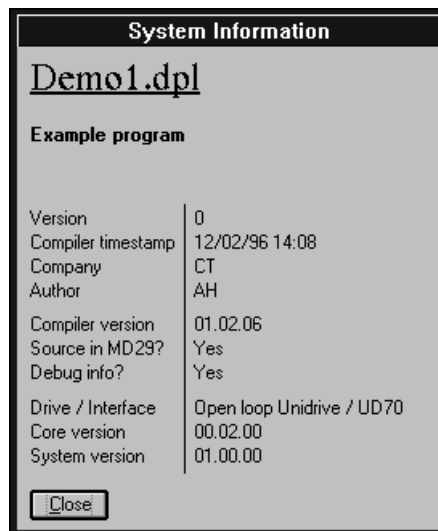 System Information
Demo1.dpl
Example program
Version 0
Compiler timestamp 12/02/96 14:08
Company CT
Author AH
Compiler version 01.02.06
Source in MD29? Yes
Debug info? Yes
Drive / Interface Open loop Unidrive / UD70
Core version 00.02.00
System version 01.00.00
Close